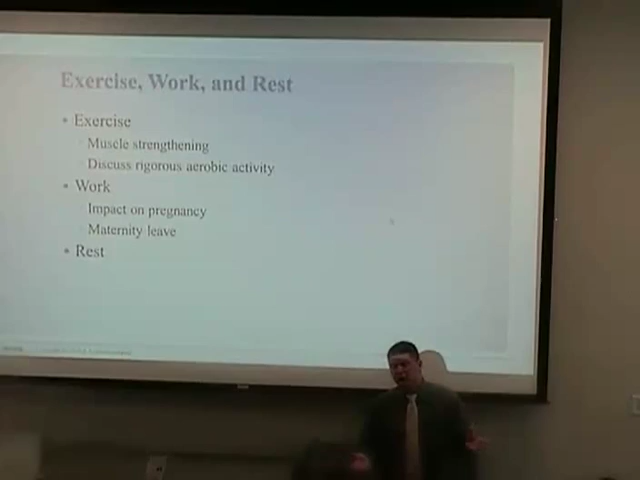 Exercise, Work, and Rest
• Exercise
Muscle strengthening
Discuss rigorous aerobic activity
• Work
Impact on pregnancy
Maternity leave
• Rest